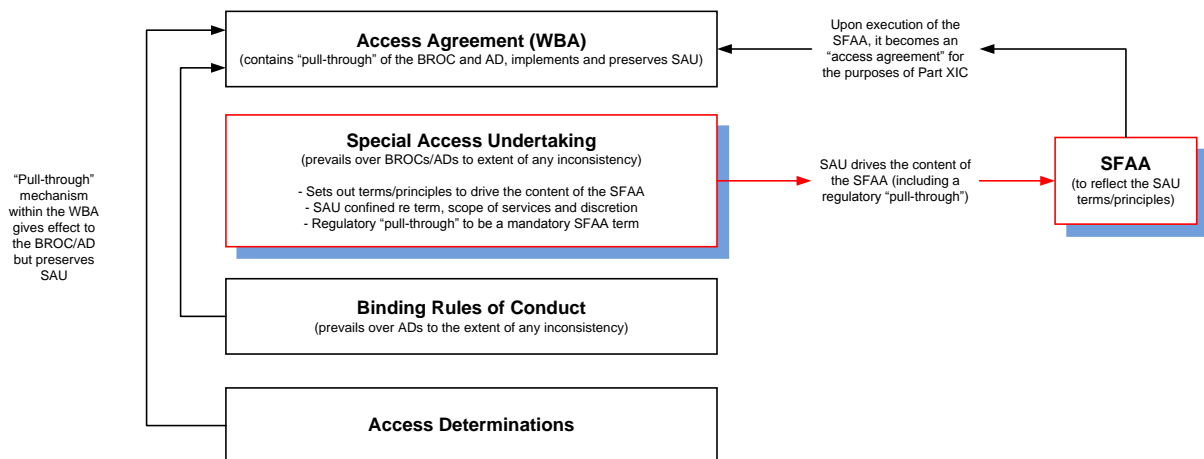 Access Agreement (WBA)
(contains “pull-through” of the BROC and AD, implements and preserves SAU)
Upon execution of the
SFAA, it becomes an
“access agreement” for
the purposes of Part XIC
Special Access Undertaking
(prevails over BROCs/ADs to extent of any inconsistency)
- Sets out terms/principles to drive the content of the SFAA
- SAU confined re term, scope of services and discretion
- Regulatory “pull-through” to be a mandatory SFAA term
SAU drives the content of
the SFAA (including a
regulatory “pull-through”)
SFAA
(to reflect the SAU
terms/principles)
“Pull-through”
mechanism
within the WBA
gives effect to
the BROC/AD
but preserves
SAU
Binding Rules of Conduct
(prevails over ADs to the extent of any inconsistency)
Access Determinations